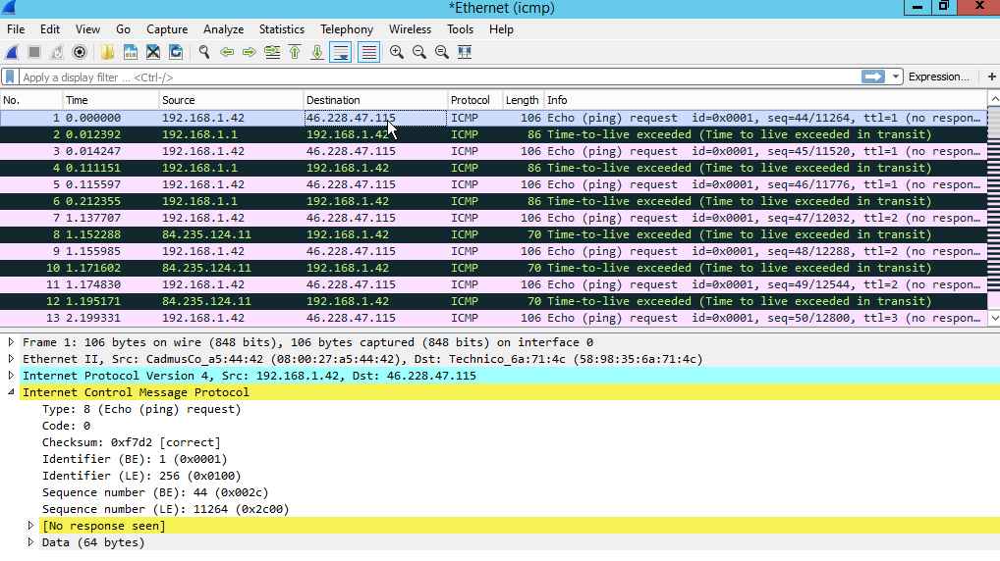 *Ethernet (icmp)
File Edit View Go Capture Analyze Statistics Telephony Wireless Tools Help
Apply a display filter ... <Ctrl-/> Expression... +
No. Time Source Destination Protocol Length Info
1 0.000000 192.168.1.42 46.228.47.115 ICMP 106 Echo (ping) request id=0x0001, seq=44/11264, ttl=1 (no respon…
2 0.012392 192.168.1.1 192.168.1.42 ICMP 86 Time-to-live exceeded (Time to live exceeded in transit)
3 0.014247 192.168.1.42 46.228.47.115 ICMP 106 Echo (ping) request id=0x0001, seq=45/11520, ttl=1 (no respon…
4 0.111151 192.168.1.1 192.168.1.42 ICMP 86 Time-to-live exceeded (Time to live exceeded in transit)
5 0.115597 192.168.1.42 46.228.47.115 ICMP 106 Echo (ping) request id=0x0001, seq=46/11776, ttl=1 (no respon…
6 0.212355 192.168.1.1 192.168.1.42 ICMP 86 Time-to-live exceeded (Time to live exceeded in transit)
7 1.137707 192.168.1.42 46.228.47.115 ICMP 106 Echo (ping) request id=0x0001, seq=47/12032, ttl=2 (no respon…
8 1.152288 84.235.124.11 192.168.1.42 ICMP 70 Time-to-live exceeded (Time to live exceeded in transit)
9 1.155985 192.168.1.42 46.228.47.115 ICMP 106 Echo (ping) request id=0x0001, seq=48/12288, ttl=2 (no respon…
10 1.171602 84.235.124.11 192.168.1.42 ICMP 70 Time-to-live exceeded (Time to live exceeded in transit)
11 1.174830 192.168.1.42 46.228.47.115 ICMP 106 Echo (ping) request id=0x0001, seq=49/12544, ttl=2 (no respon…
12 1.195171 84.235.124.11 192.168.1.42 ICMP 70 Time-to-live exceeded (Time to live exceeded in transit)
13 2.199331 192.168.1.42 46.228.47.115 ICMP 106 Echo (ping) request id=0x0001, seq=50/12800, ttl=3 (no respon…
Frame 1: 106 bytes on wire (848 bits), 106 bytes captured (848 bits) on interface 0
Ethernet II, Src: CadmusCo_a5:44:42 (08:00:27:a5:44:42), Dst: Technico_6a:71:4c (58:98:35:6a:71:4c)
Internet Protocol Version 4, Src: 192.168.1.42, Dst: 46.228.47.115
Internet Control Message Protocol
Type: 8 (Echo (ping) request)
Code: 0
Checksum: 0xf7d2 [correct]
Identifier (BE): 1 (0x0001)
Identifier (LE): 256 (0x0100)
Sequence number (BE): 44 (0x002c)
Sequence number (LE): 11264 (0x2c00)
[No response seen]
Data (64 bytes)